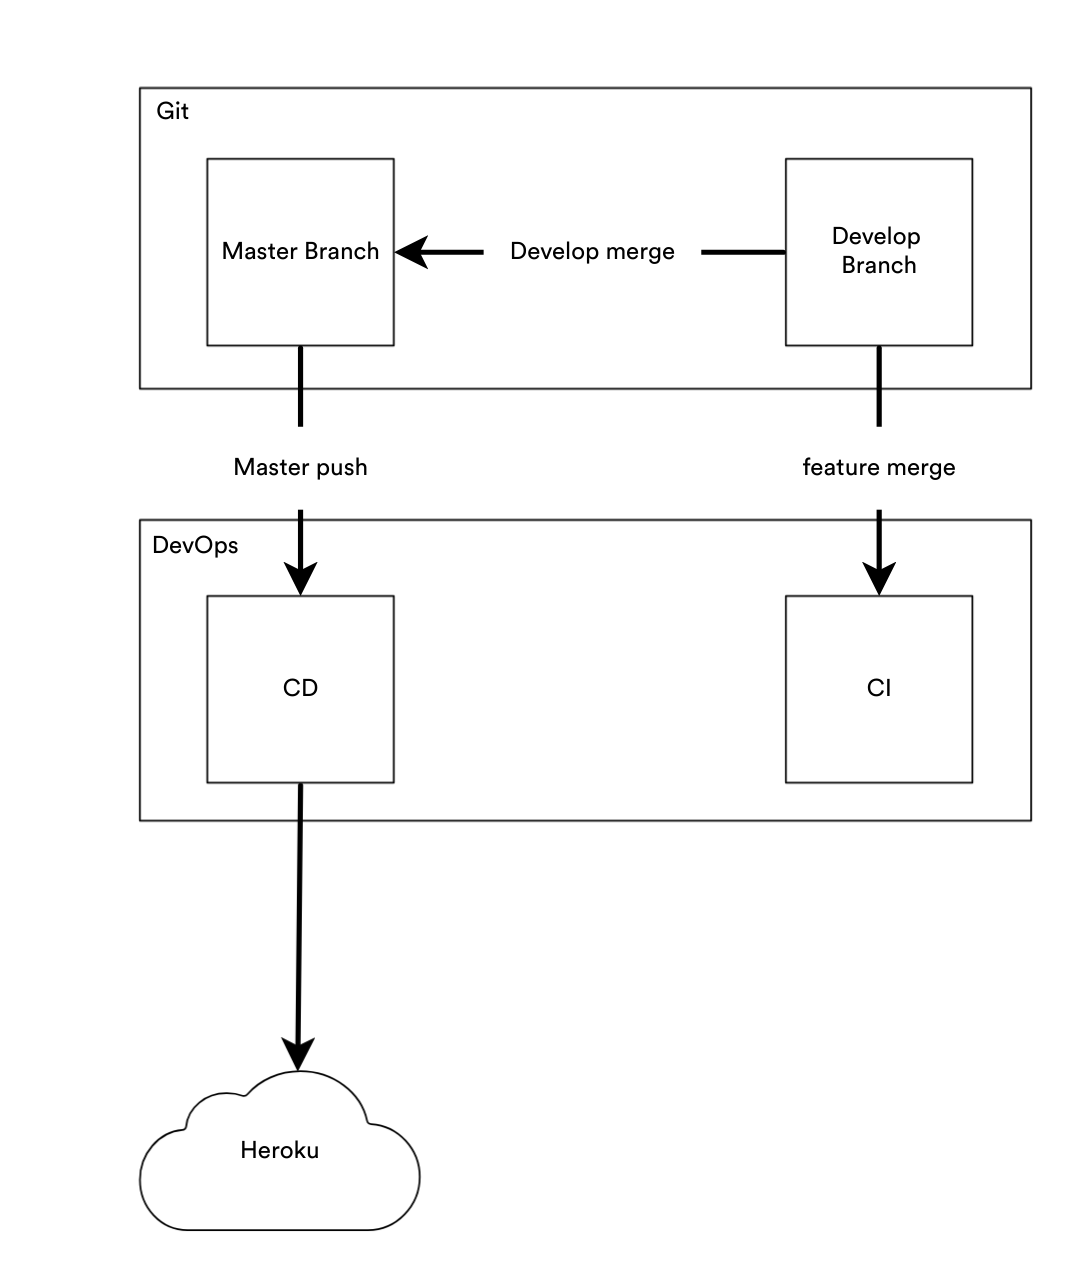 Git
Master Branch
Develop merge
Develop
Branch
Master push
feature merge
DevOps
CD
CI
Heroku